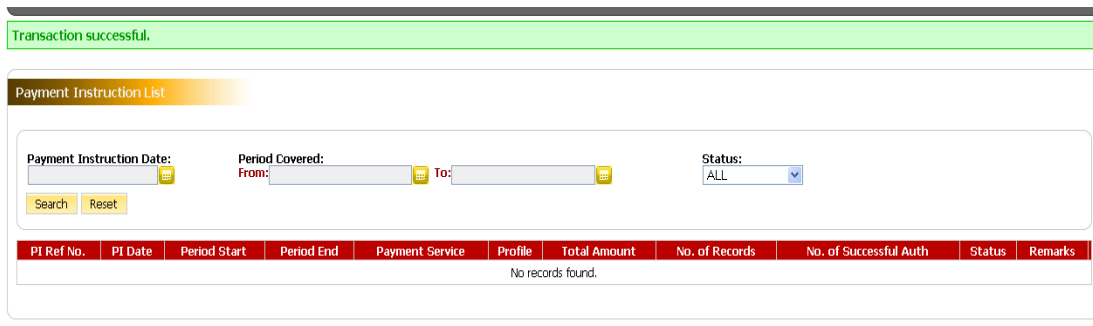 Transaction successful.
Payment Instruction List
Payment Instruction Date: Period Covered: Status:
From: To: ALL
Search Reset
PI Ref No. PI Date Period Start Period End Payment Service Profile Total Amount No. of Records No. of Successful Auth Status Remarks
No records found.